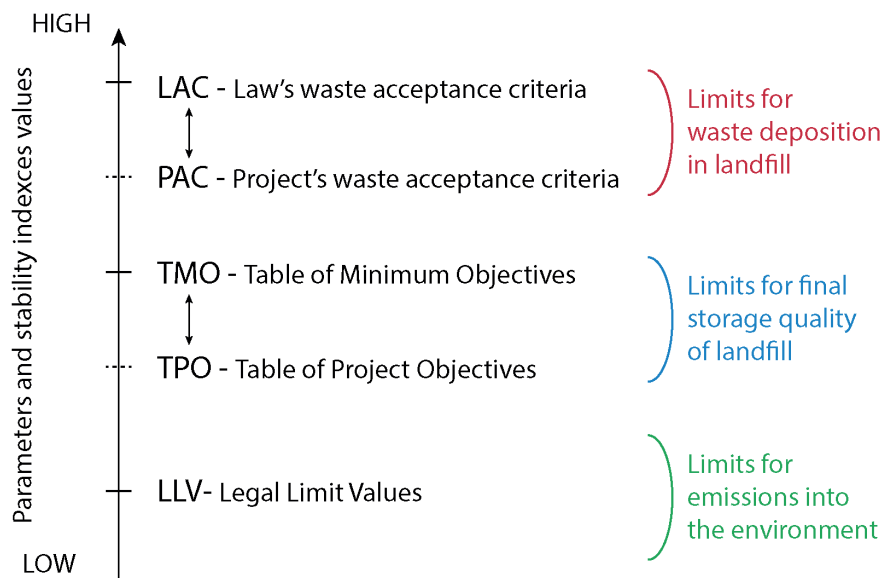 HIGH
Parameters and stability indexces values
LAC - Law's waste acceptance criteria
PAC - Project's waste acceptance criteria
Limits for
waste deposition
in landfill
TMO - Table of Minimum Objectives
TPO - Table of Project Objectives
Limits for final
storage quality
of landfill
LLV- Legal Limit Values
Limits for
emissions into
the environment
LOW